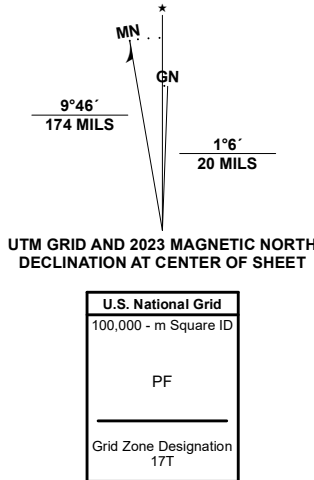 ★
MN
GN
9°46´
174 MILS
1°6´
20 MILS
UTM GRID AND 2023 MAGNETIC NORTH
DECLINATION AT CENTER OF SHEET
U.S. National Grid
100,000 - m Square ID
PF
Grid Zone Designation
17T